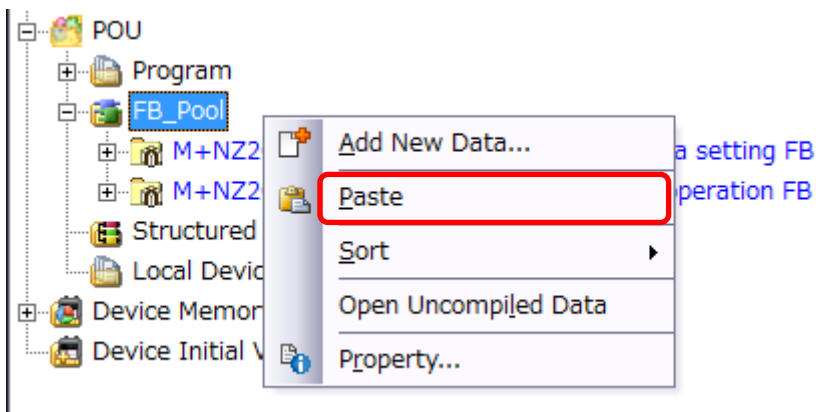 POU
Program
FB_Pool
M+NZ2 a setting FB
M+NZ2 peration FB
Structured
Local Devic
Device Memor
Device Initial
Add New Data...
Paste
Sort
Open Uncompiled Data
Property...